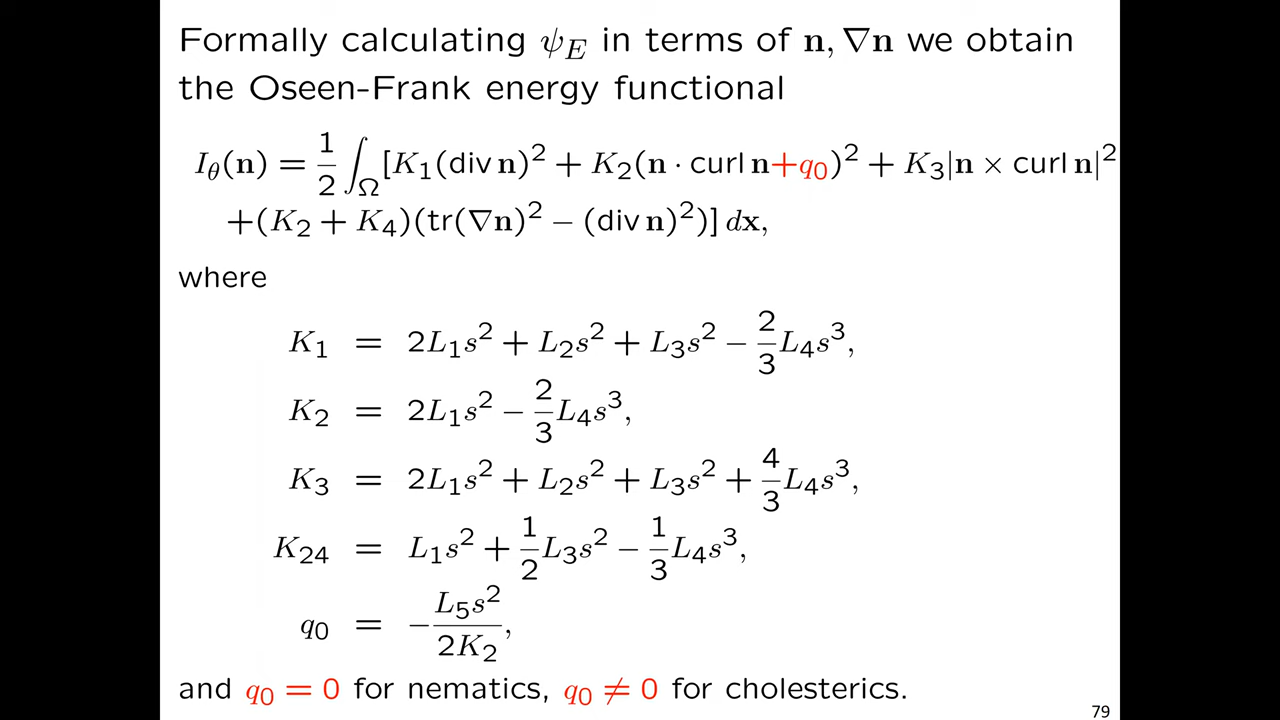 Formally calculating ψ_E in terms of n, ∇n we obtain
the Oseen-Frank energy functional
I_θ(n) = 1/2 ∫_Ω [K_1(div n)^2 + K_2(n · curl n+q_0)^2 + K_3|n × curl n|^2
+(K_2 + K_4)(tr(∇n)^2 − (div n)^2)] dx,
where
K_1 = 2L_1s^2 + L_2s^2 + L_3s^2 − 2/3 L_4s^3,
K_2 = 2L_1s^2 − 2/3 L_4s^3,
K_3 = 2L_1s^2 + L_2s^2 + L_3s^2 + 4/3 L_4s^3,
K_24 = L_1s^2 + 1/2 L_3s^2 − 1/3 L_4s^3,
q_0 = − L_5s^2/2K_2,
and q_0 = 0 for nematics, q_0 ≠ 0 for cholesterics.
79